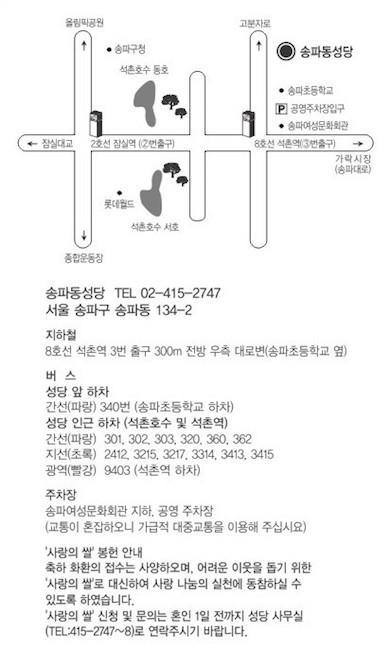 올림픽공원
고분자로
송파구청
송파동성당
석촌호수 동호
송파초등학교
P 공영주차장입구
송파여성문화회관
잠실대교
2호선 잠실역 (②번출구)
8호선 석촌역(③번출구)
가락시장
(송파대로)
롯데월드
석촌호수 서호
종합운동장
송파동성당 TEL 02-415-2747
서울 송파구 송파동 134-2
지하철
8호선 석촌역 3번 출구 300m 전방 우측 대로변(송파초등학교 옆)
버 스
성당 앞 하차
간선(파랑) 340번 (송파초등학교 하차)
성당 인근 하차 (석촌호수 및 석촌역)
간선(파랑) 301, 302, 303, 320, 360, 362
지선(초록) 2412, 3215, 3217, 3314, 3413, 3415
광역(빨강) 9403 (석촌역 하차)
주차장
송파여성문화회관 지하, 공영 주차장
(교통이 혼잡하오니 가급적 대중교통을 이용해 주십시요)
'사랑의 쌀' 봉헌 안내
축하 화환의 접수는 사양하오며, 어려운 이웃을 돕기 위한
'사랑의 쌀'로 대신하여 사랑 나눔의 실천에 동참하실 수
있도록 하였습니다.
'사랑의 쌀' 신청 및 문의는 혼인 1일 전까지 성당 사무실
(TEL:415-2747~8)로 연락주시기 바랍니다.